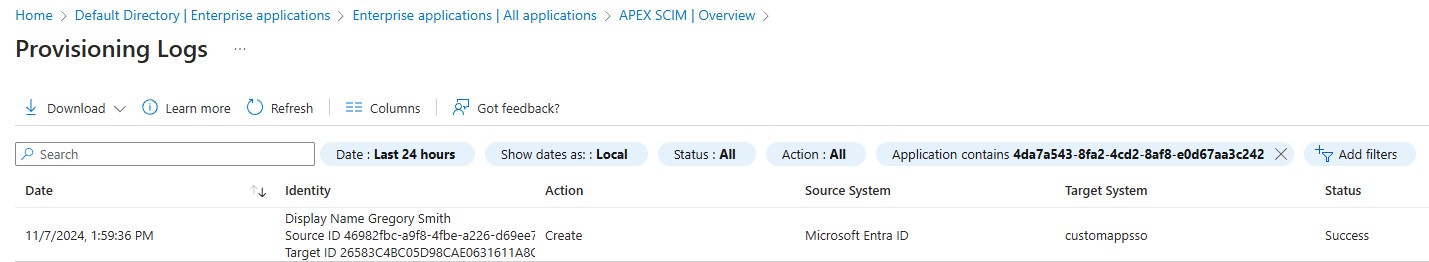 Home > Default Directory | Enterprise applications > Enterprise applications | All applications > APEX SCIM | Overview >
Provisioning Logs ...
Download Learn more Refresh Columns Got feedback?
Search Date : Last 24 hours Show dates as: : Local Status : All Action : All Application contains 4da7a543-8fa2-4cd2-8af8-e0d67aa3c242 Add filters
Date Identity Action Source System Target System Status
Display Name Gregory Smith
11/7/2024, 1:59:36 PM Source ID 46982fbc-a9f8-4fbe-a226-d69ee7 Create Microsoft Entra ID customappsso Success
Target ID 26583C4BC05D98CAE0631611A8C